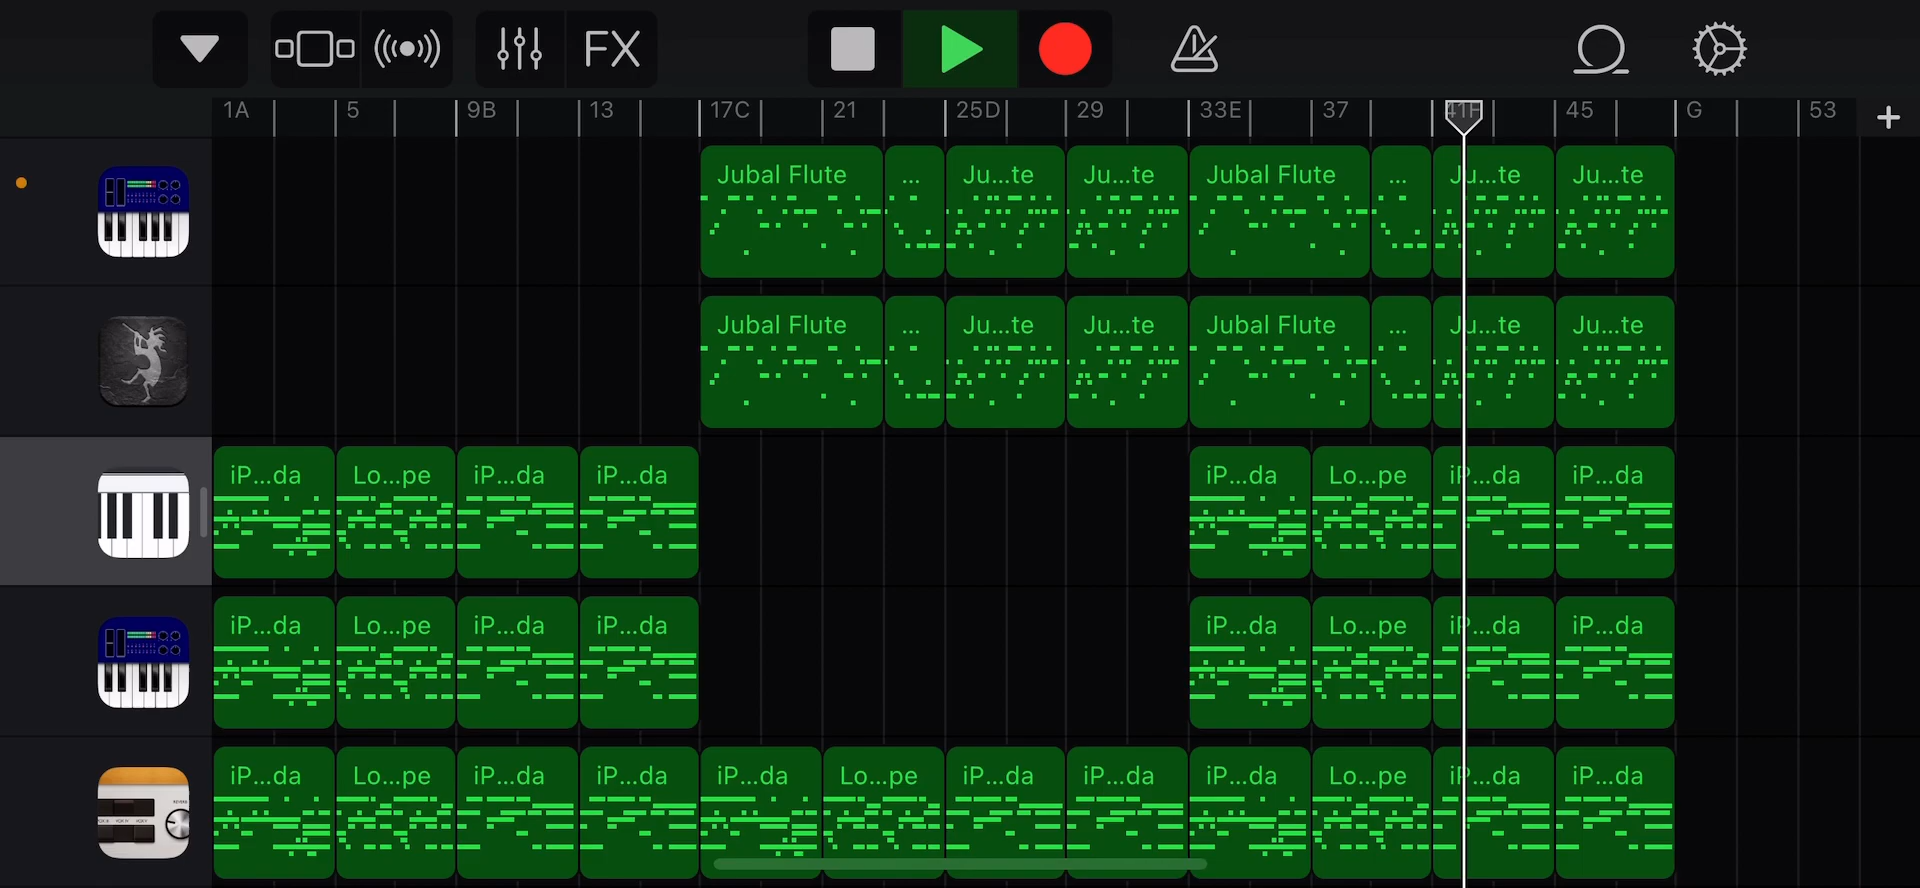 FX
1A 5 9B 13 17C 21 25D 29 33E 37 41F 45 G 53
Jubal Flute ... Ju...te Ju...te Jubal Flute ... Ju...te Ju...te
Jubal Flute ... Ju...te Ju...te Jubal Flute ... Ju...te Ju...te
iP...da Lo...pe iP...da iP...da iP...da Lo...pe iP...da iP...da
iP...da Lo...pe iP...da iP...da iP...da Lo...pe iP...da iP...da
iP...da Lo...pe iP...da iP...da iP...da Lo...pe iP...da iP...da iP...da Lo...pe iP...da iP...da